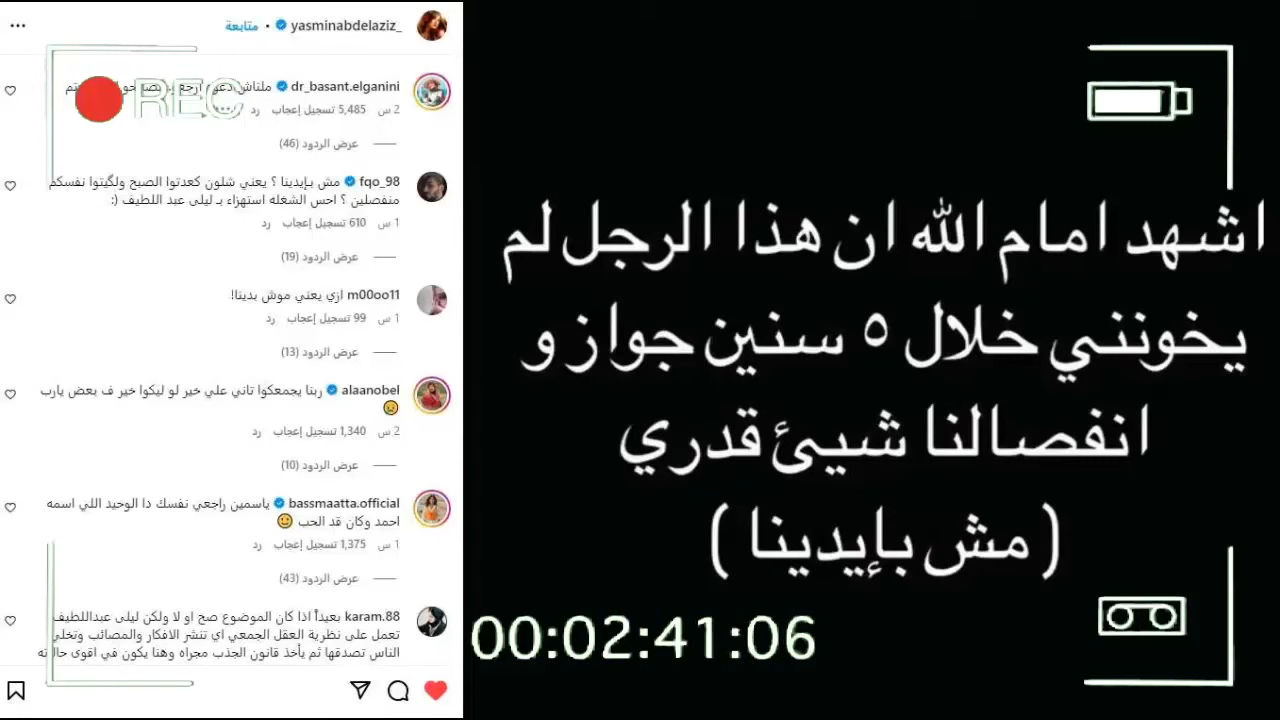 yasminabdelaziz_ • متابعة
dr_basant.elganini ملناش دعوه
2 س 5,485 تسجيل إعجاب رد
عرض الردود (46)
REC
fqo_98 مش بـإيدينا ؟ يعني شلون كعدتوا الصبح ولگيتوا نفسكم
منفصلين ؟ احس الشغله استهزاء بـ ليلى عبد اللطيف (:
1 س 610 تسجيل إعجاب رد
عرض الردود (19)
m00oo11 ازي يعني موش بدينا!
1 س 99 تسجيل إعجاب رد
عرض الردود (13)
alaanobel ربنا يجمعكوا تاني علي خير لو ليكوا خير ف بعض يارب
😢
2 س 1,340 تسجيل إعجاب رد
عرض الردود (10)
bassmaatta.official ياسمين راجعي نفسك دا الوحيد اللي اسمه
احمد وكان قد الحب 🙂
1 س 1,375 تسجيل إعجاب رد
عرض الردود (43)
karam.88 بعيداً اذا كان الموضوع صح او لا ولكن ليلى عبداللطيف
تعمل على نظرية العقل الجمعي اي تنشر الافكار والمصائب وتخلي
الناس تصدقها ثم يأخذ قانون الجذب مجراه وهنا يكون في اقوى حالاته
اشهد امام الله ان هذا الرجل لم
يخونني خلال ٥ سنين جواز و
انفصالنا شيئ قدري
( مش بإيدينا )
00:02:41:06